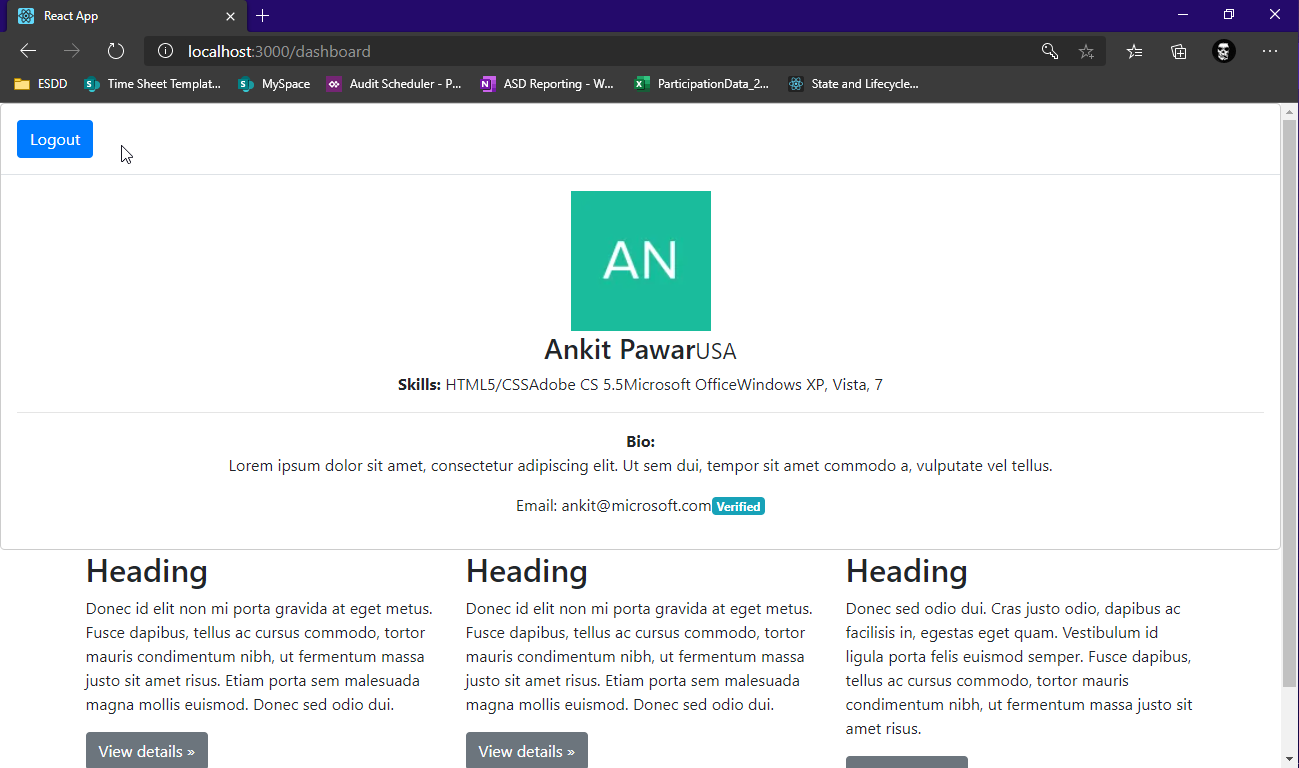 React App
localhost:3000/dashboard
ESDD
Time Sheet Templat...
MySpace
Audit Scheduler - P...
ASD Reporting - W...
ParticipationData_2...
State and Lifecycle...
Logout
AN
Ankit PawarUSA
Skills: HTML5/CSSAdobe CS 5.5Microsoft OfficeWindows XP, Vista, 7
Bio:
Lorem ipsum dolor sit amet, consectetur adipiscing elit. Ut sem dui, tempor sit amet commodo a, vulputate vel tellus.
Email: ankit@microsoft.comVerified
Heading
Donec id elit non mi porta gravida at eget metus.
Fusce dapibus, tellus ac cursus commodo, tortor
mauris condimentum nibh, ut fermentum massa
justo sit amet risus. Etiam porta sem malesuada
magna mollis euismod. Donec sed odio dui.
View details »
Heading
Donec id elit non mi porta gravida at eget metus.
Fusce dapibus, tellus ac cursus commodo, tortor
mauris condimentum nibh, ut fermentum massa
justo sit amet risus. Etiam porta sem malesuada
magna mollis euismod. Donec sed odio dui.
View details »
Heading
Donec sed odio dui. Cras justo odio, dapibus ac
facilisis in, egestas eget quam. Vestibulum id
ligula porta felis euismod semper. Fusce dapibus,
tellus ac cursus commodo, tortor mauris
condimentum nibh, ut fermentum massa justo sit
amet risus.